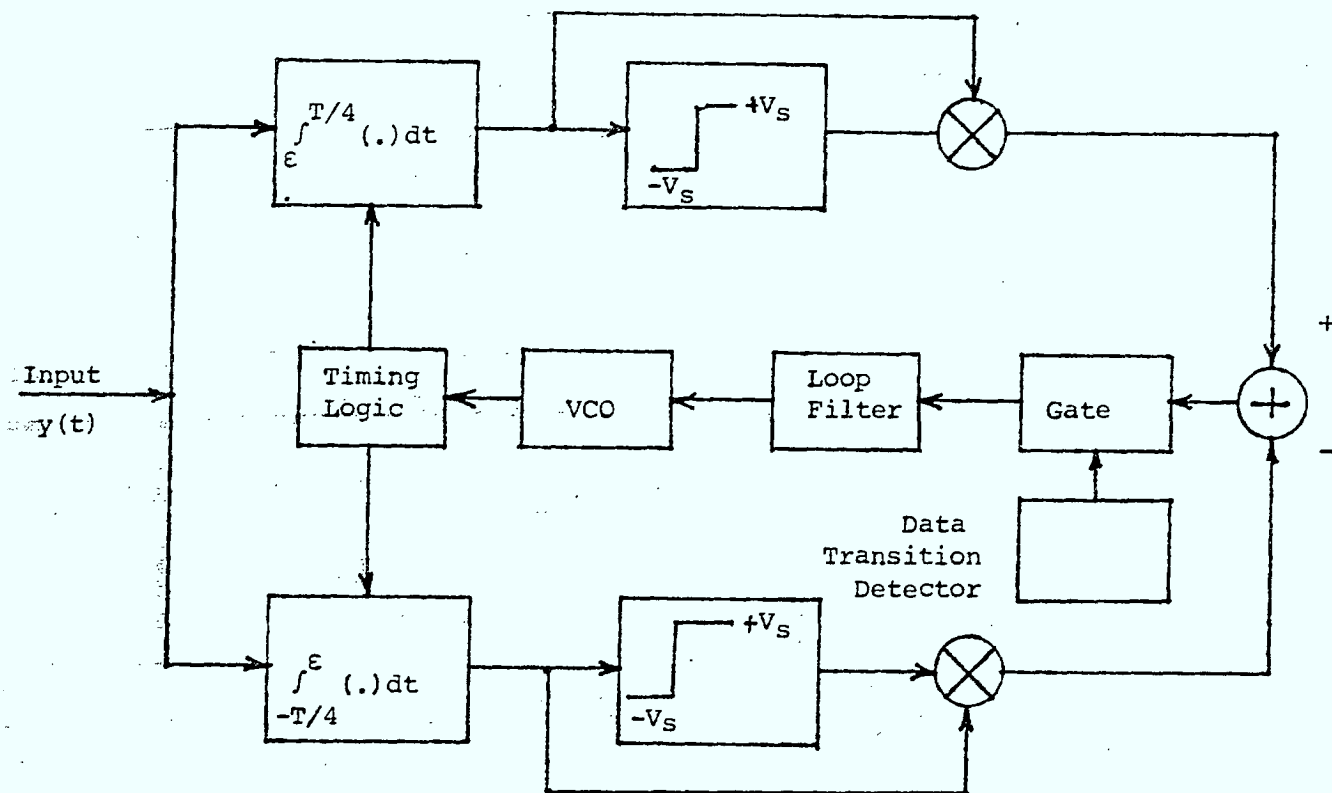 ∫ε^T/4 (.)dt
+Vs
-Vs
+
Input
y(t)
Timing
Logic
VCO
Loop
Filter
Gate
+
-
Data
Transition
Detector
∫-T/4^ε (.)dt
+Vs
-Vs